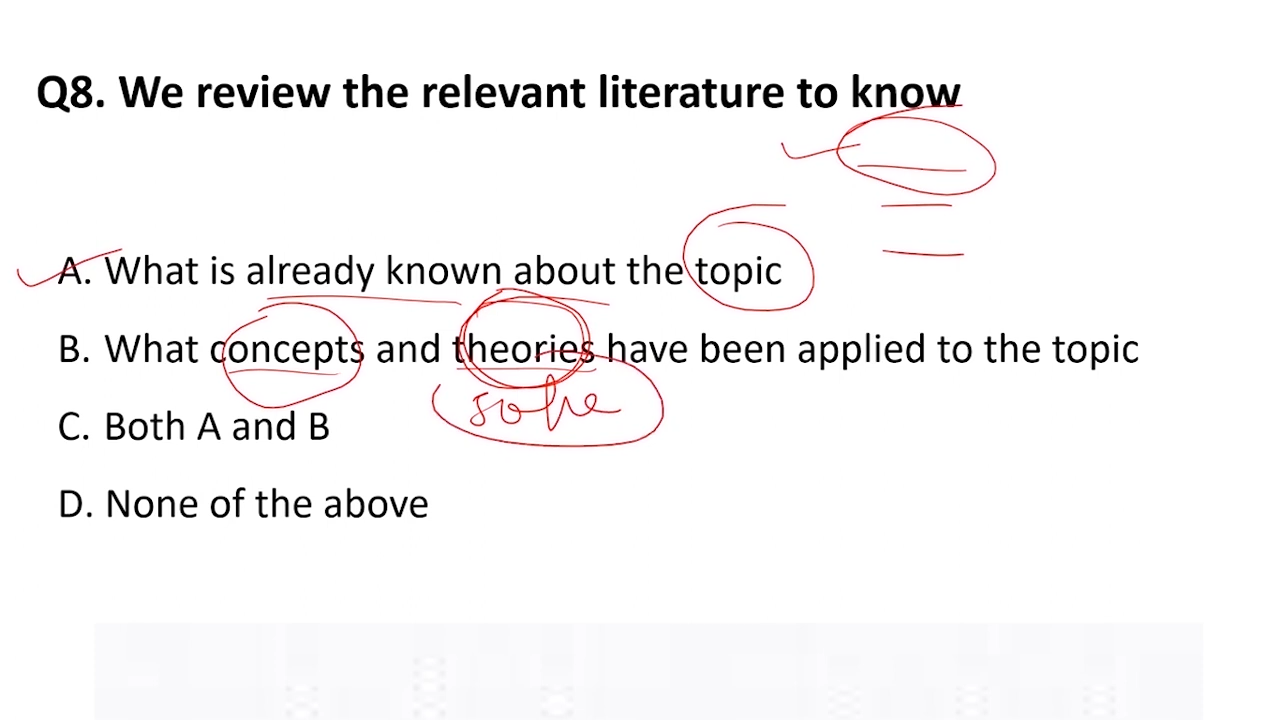 Q8. We review the relevant literature to know
A. What is already known about the topic
B. What concepts and theories have been applied to the topic
solve
C. Both A and B
D. None of the above